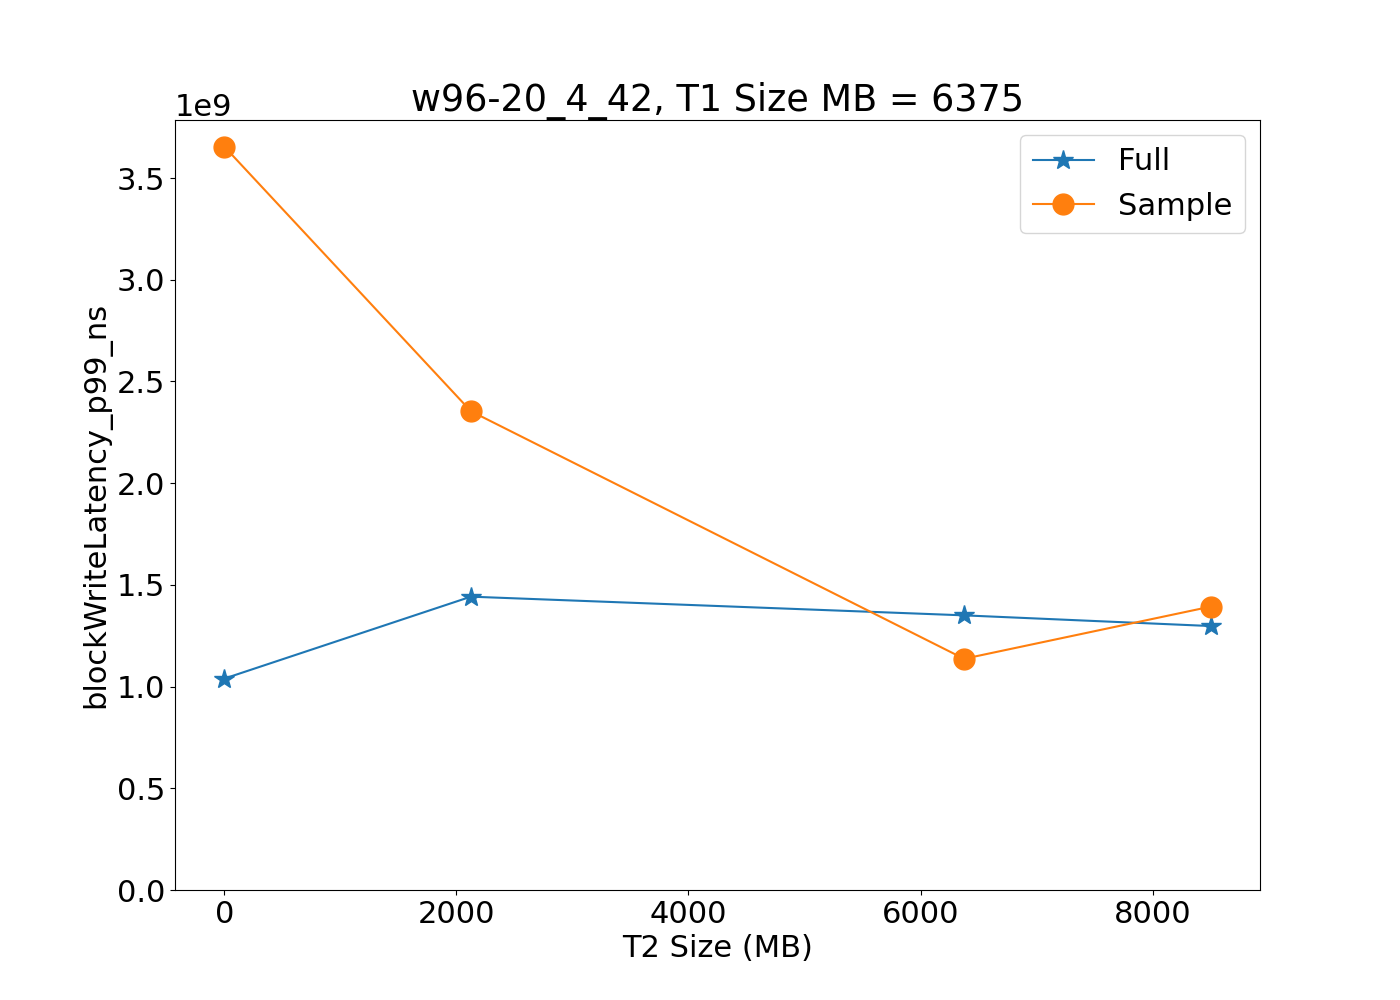 w96-20_4_42, T1 Size MB = 6375
1e9
Full
Sample
3.5
3.0
2.5
2.0
1.5
1.0
0.5
0.0
blockWriteLatency_p99_ns
0 2000 4000 6000 8000
T2 Size (MB)